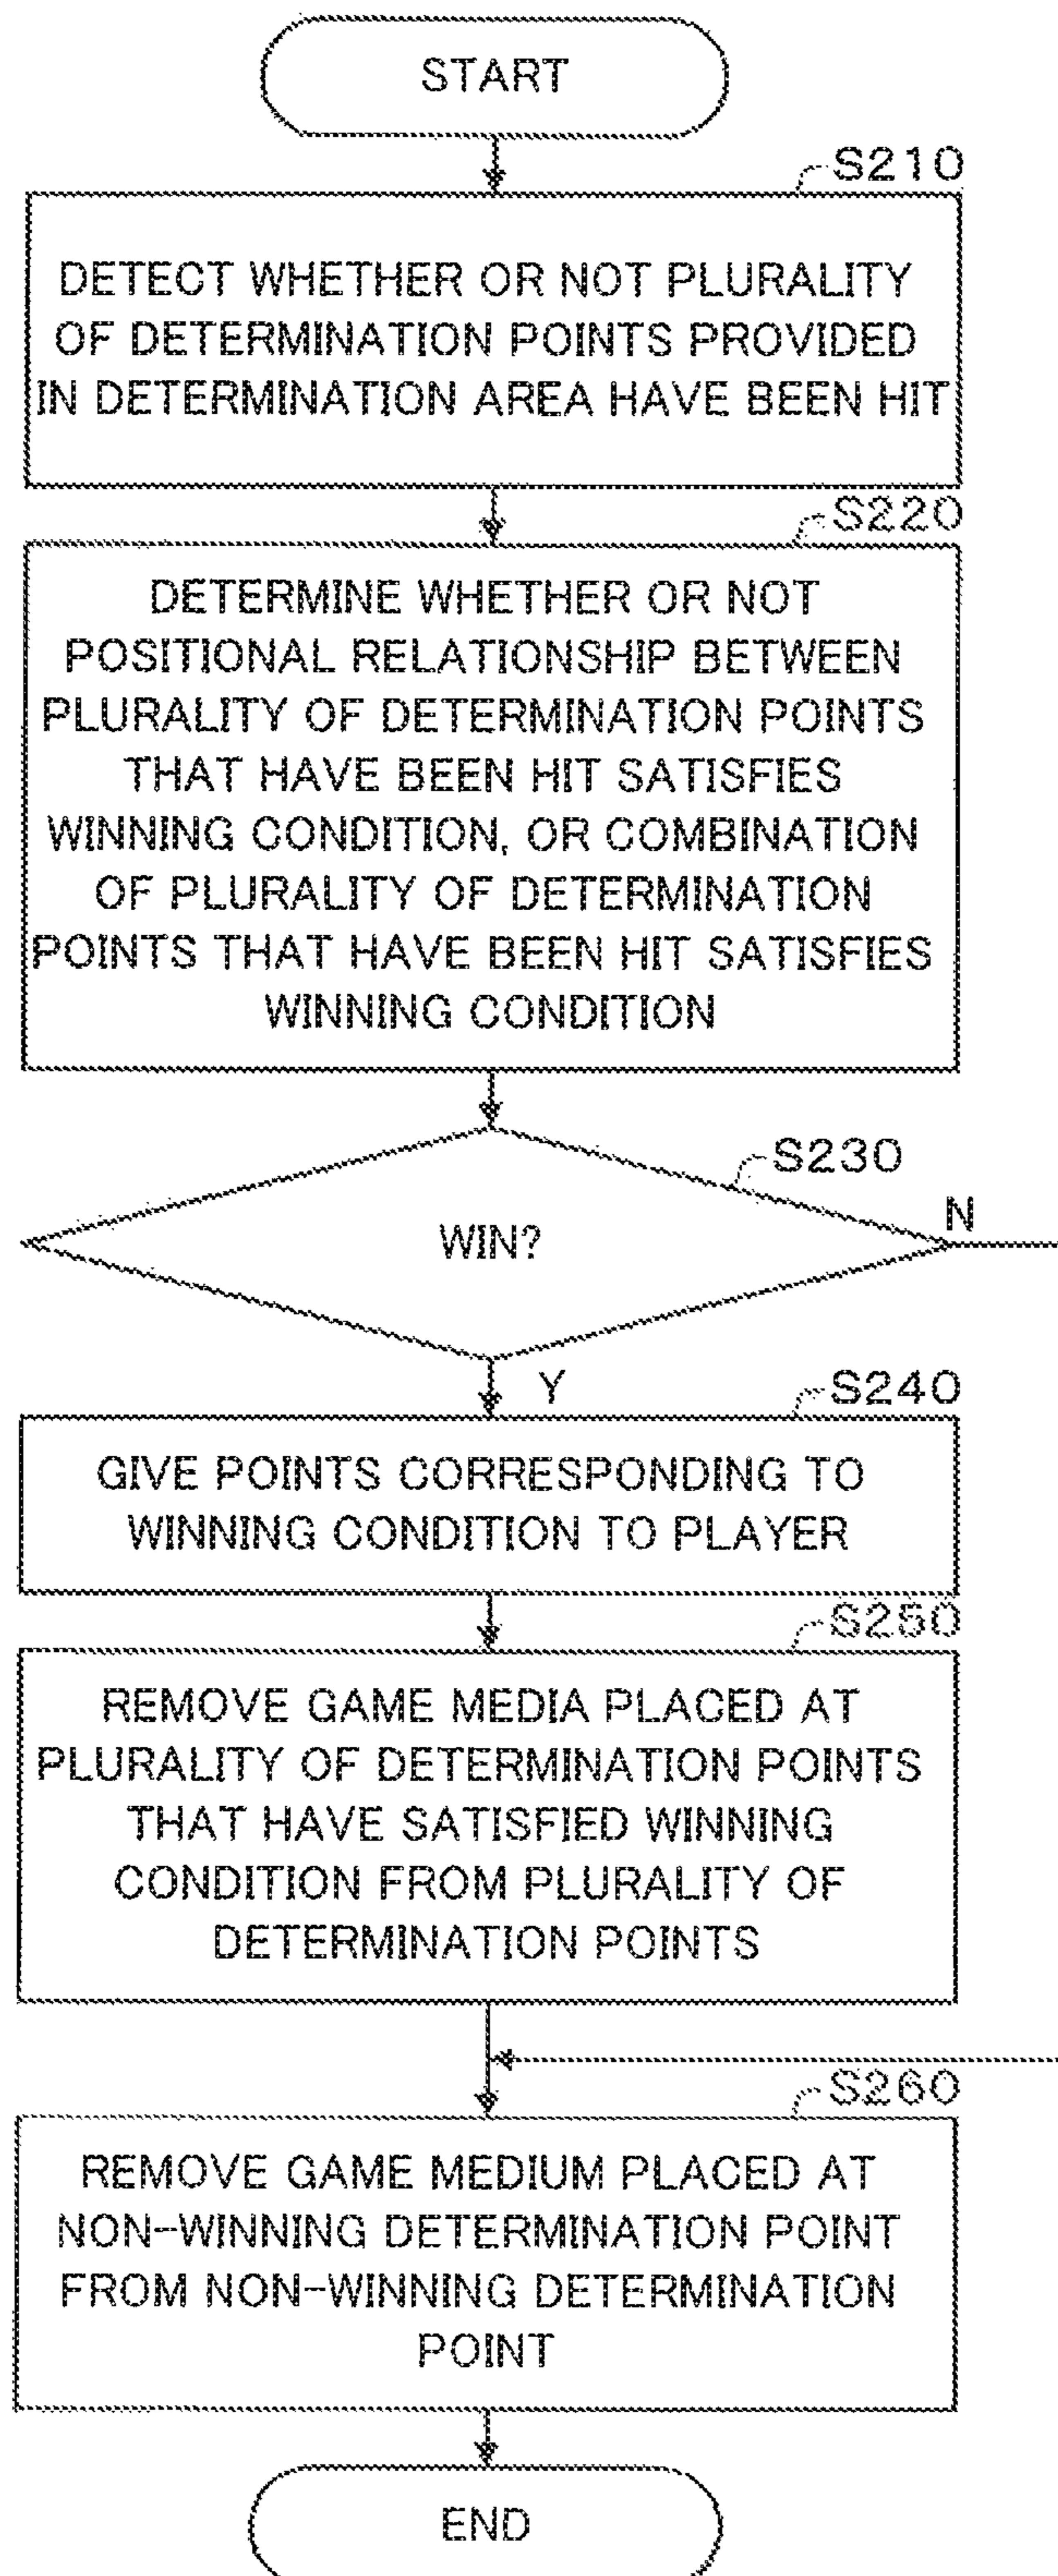 START
S210
DETECT WHETHER OR NOT PLURALITY
OF DETERMINATION POINTS PROVIDED
IN DETERMINATION AREA HAVE BEEN HIT
S220
DETERMINE WHETHER OR NOT
POSITIONAL RELATIONSHIP BETWEEN
PLURALITY OF DETERMINATION POINTS
THAT HAVE BEEN HIT SATISFIES
WINNING CONDITION, OR COMBINATION
OF PLURALITY OF DETERMINATION
POINTS THAT HAVE BEEN HIT SATISFIES
WINNING CONDITION
S230
N
WIN?
Y
S240
GIVE POINTS CORRESPONDING TO
WINNING CONDITION TO PLAYER
S250
REMOVE GAME MEDIA PLACED AT
PLURALITY OF DETERMINATION POINTS
THAT HAVE SATISFIED WINNING
CONDITION FROM PLURALITY OF
DETERMINATION POINTS
S260
REMOVE GAME MEDIUM PLACED AT
NON-WINNING DETERMINATION POINT
FROM NON-WINNING DETERMINATION
POINT
END